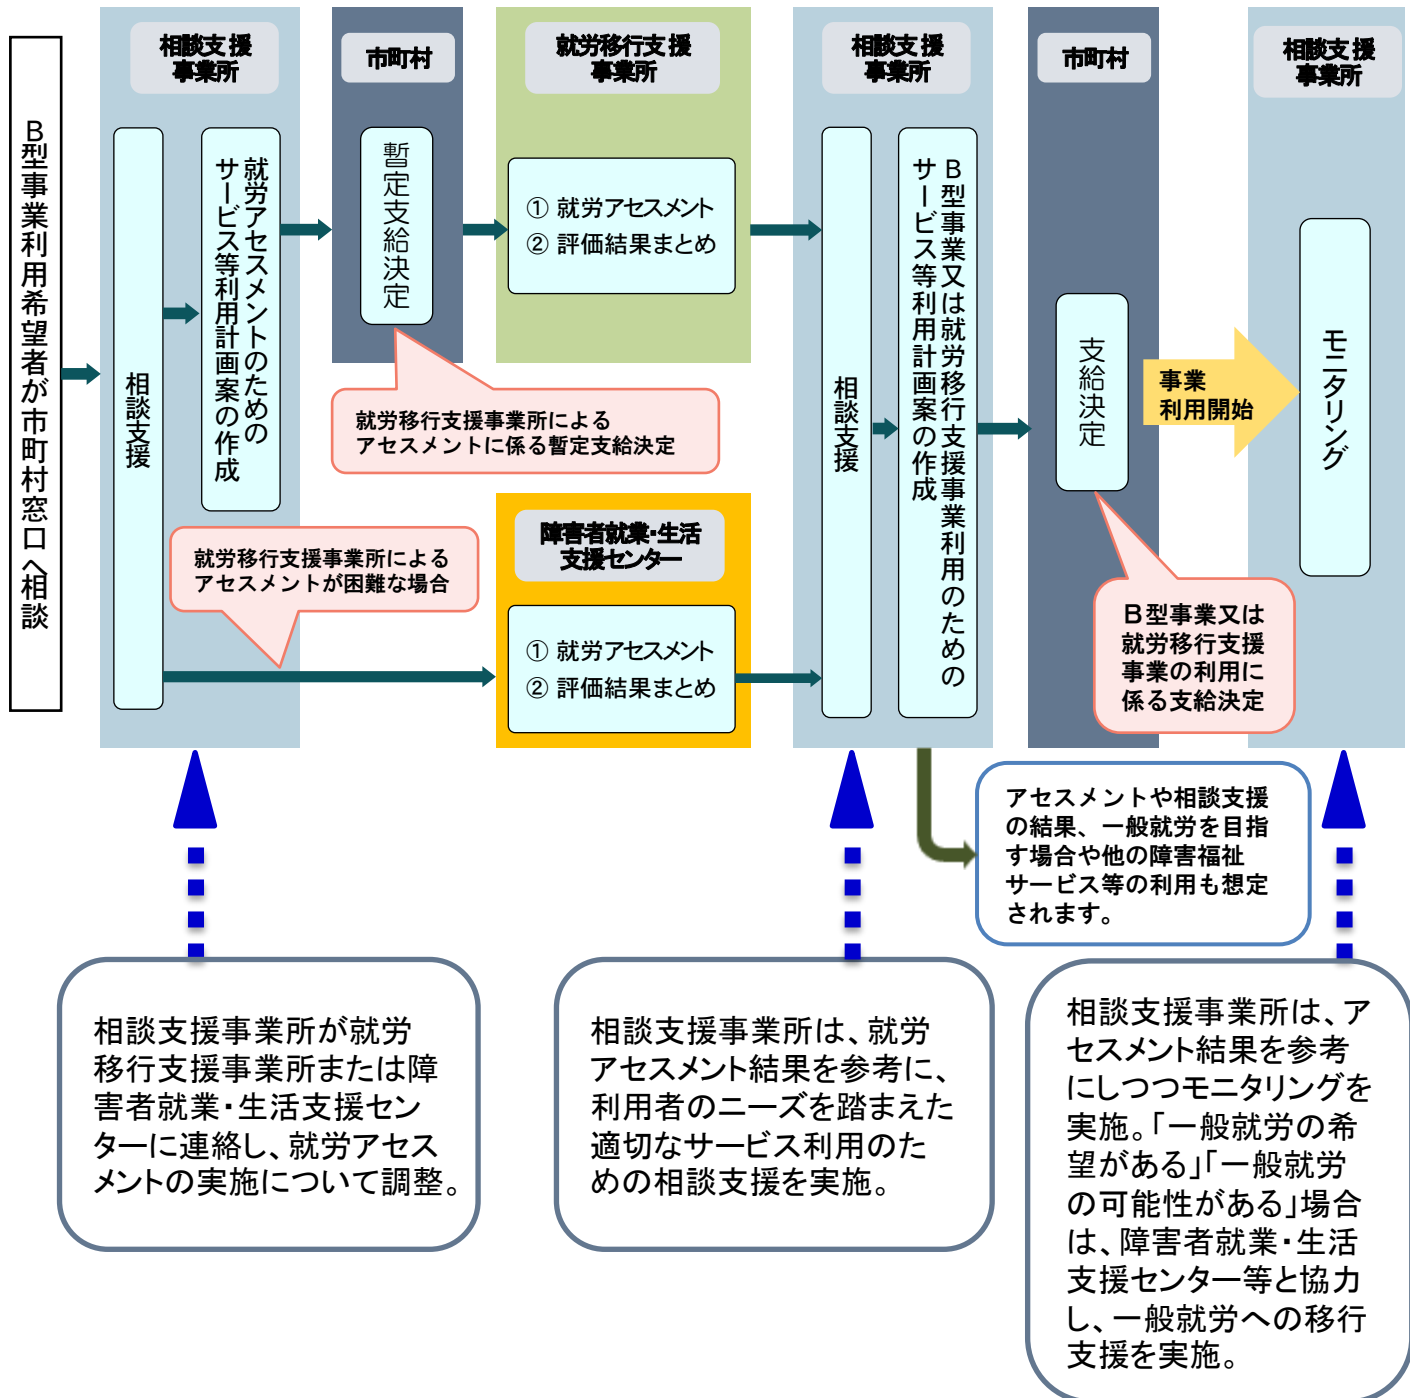 B型事業利用希望者が市町村窓口へ相談
相談支援
事業所
相談支援
就労アセスメントのための
サービス等利用計画案の作成
市町村
暫定支給決定
就労移行支援事業所による
アセスメントに係る暫定支給決定
就労移行支援
事業所
① 就労アセスメント
② 評価結果まとめ
就労移行支援事業所による
アセスメントが困難な場合
障害者就業・生活
支援センター
① 就労アセスメント
② 評価結果まとめ
相談支援
事業所
相談支援
B型事業又は就労移行支援事業利用のための
サービス等利用計画案の作成
市町村
支給決定
B型事業又は
就労移行支援
事業の利用に
係る支給決定
事業
利用開始
相談支援
事業所
モニタリング
アセスメントや相談支援
の結果、一般就労を目指
す場合や他の障害福祉
サービス等の利用も想定
されます。
相談支援事業所が就労
移行支援事業所または障
害者就業・生活支援セン
ターに連絡し、就労アセス
メントの実施について調整。
相談支援事業所は、就労
アセスメント結果を参考に、
利用者のニーズを踏まえた
適切なサービス利用のた
めの相談支援を実施。
相談支援事業所は、ア
セスメント結果を参考
にしつつモニタリングを
実施。「一般就労の希
望がある」「一般就労
の可能性がある」場合
は、障害者就業・生活
支援センター等と協力
し、一般就労への移行
支援を実施。